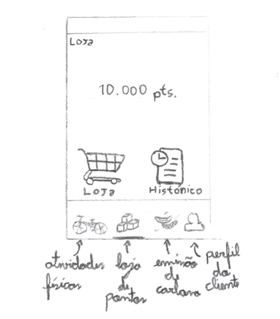 Loja
10.000 pts.
Loja Histórico
atividades físicas
loja de pontos
emissão de carbono
perfil do cliente